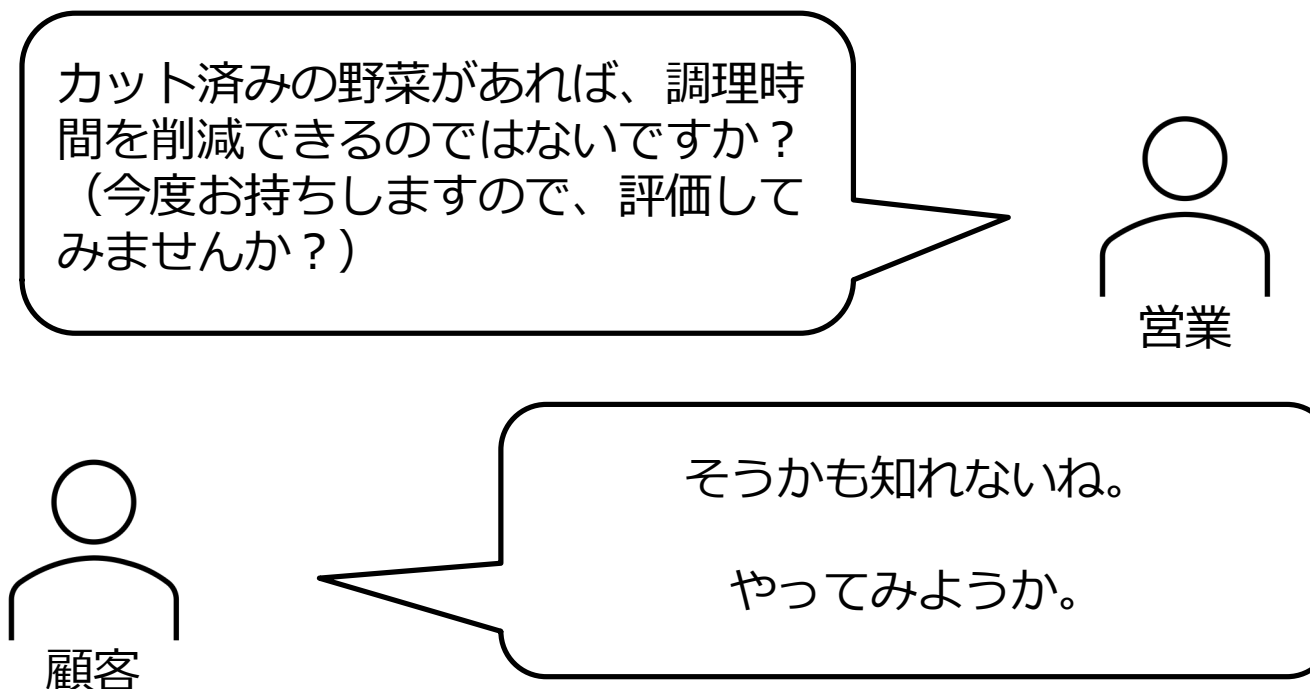 カット済みの野菜があれば、調理時
間を削減できるのではないですか？
（今度お持ちしますので、評価して
みませんか？）
営業
そうかも知れないね。
やってみようか。
顧客